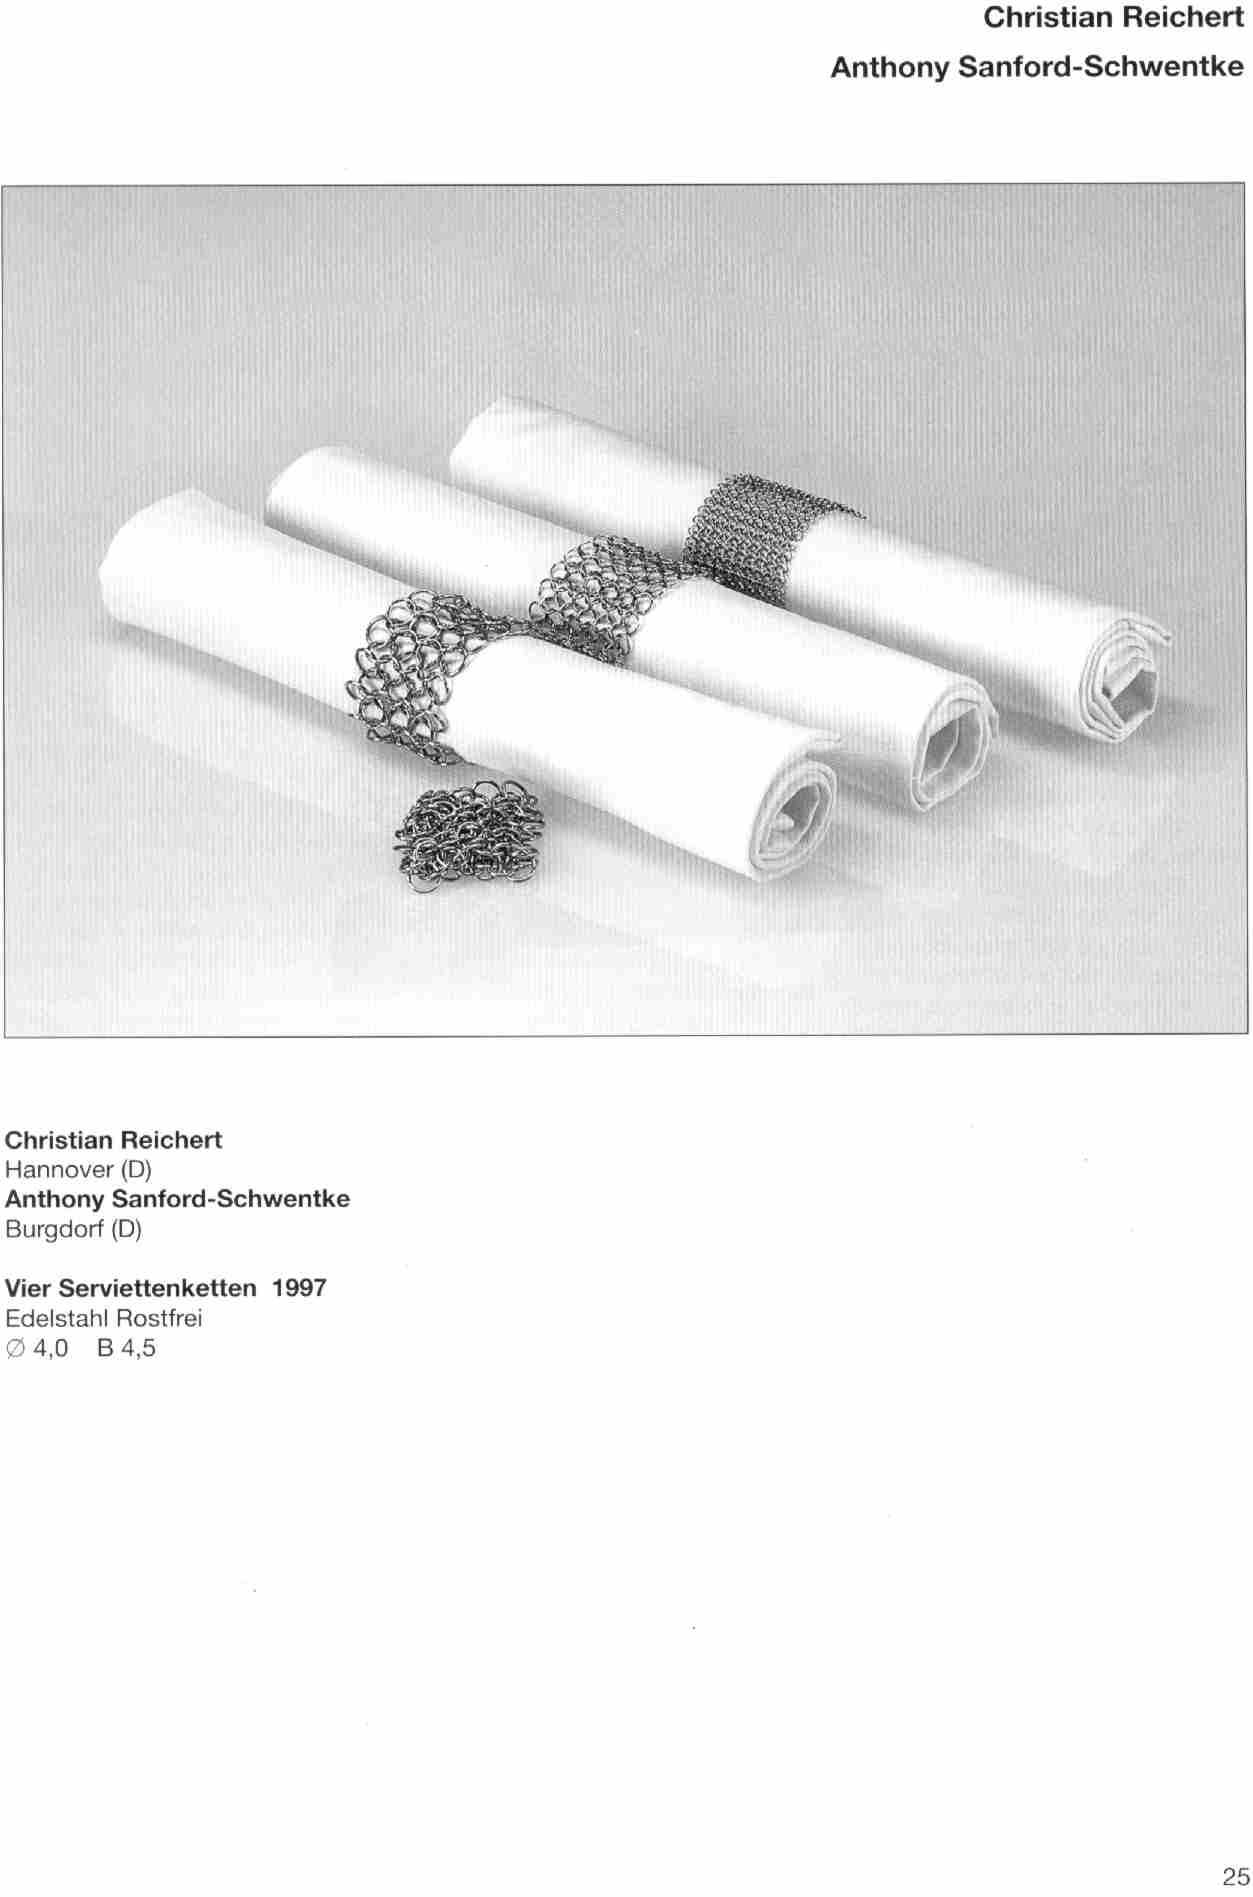 Christian Reichert
Anthony Sanford-Schwentke
Christian Reichert
Hannover (D)
Anthony Sanford-Schwentke
Burgdorf (D)
Vier Serviettenketten 1997
Edelstahl Rostfrei
∅ 4,0 B 4,5
25